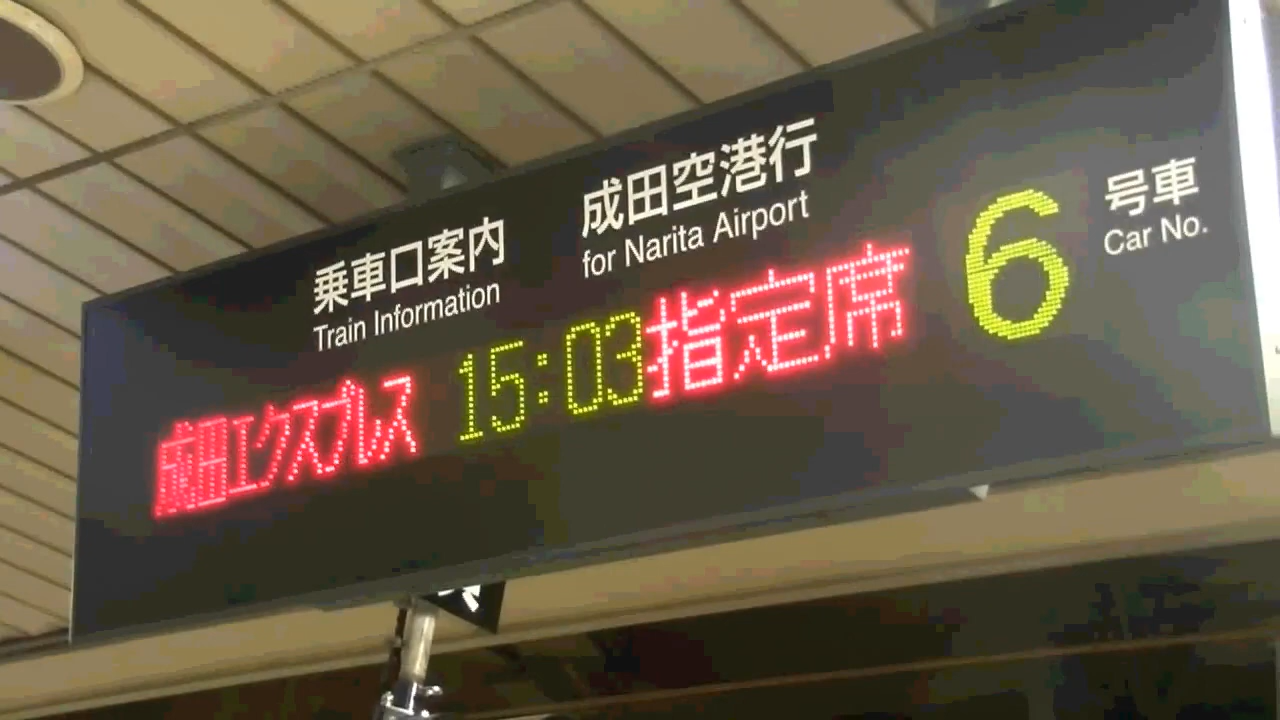 乗車口案内
Train Information
成田空港行
for Narita Airport
号車
Car No.
成田エクスプレス 15:03 指定席 6